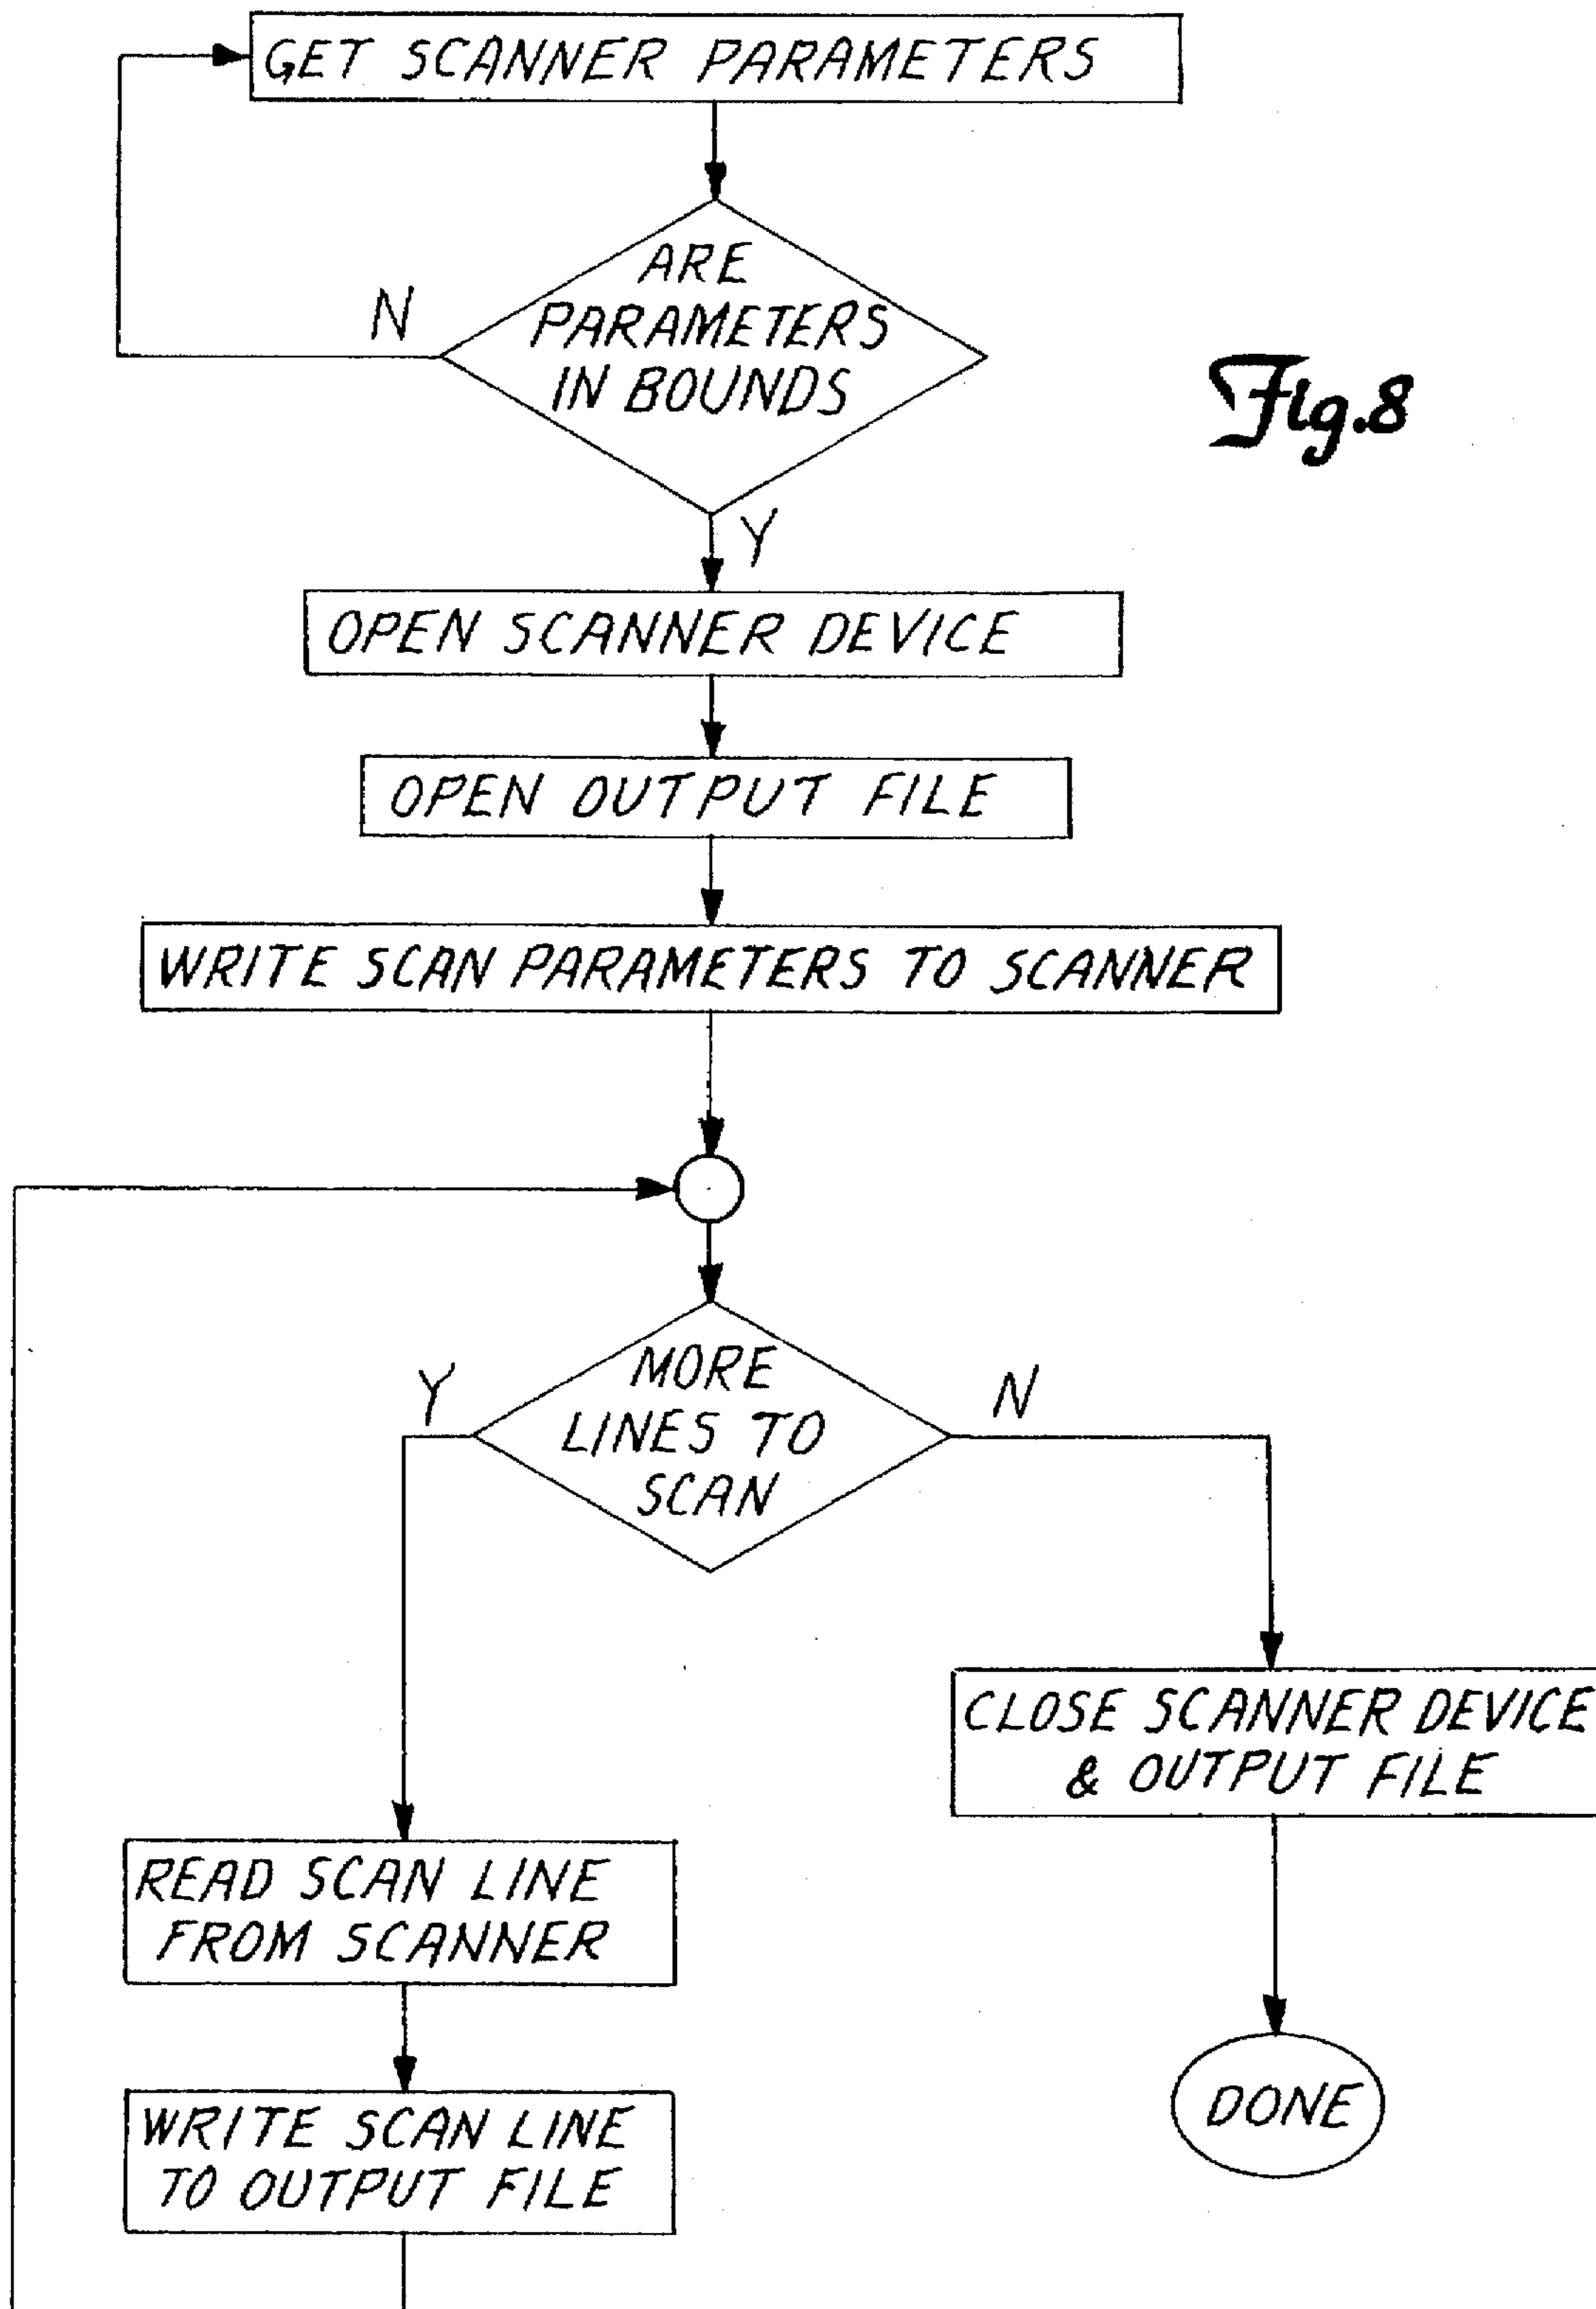 GET SCANNER PARAMETERS
ARE
PARAMETERS
IN BOUNDS
N
Fig.8
Y
OPEN SCANNER DEVICE
OPEN OUTPUT FILE
WRITE SCAN PARAMETERS TO SCANNER
MORE
LINES TO
SCAN
Y
N
CLOSE SCANNER DEVICE
& OUTPUT FILE
READ SCAN LINE
FROM SCANNER
WRITE SCAN LINE
TO OUTPUT FILE
DONE